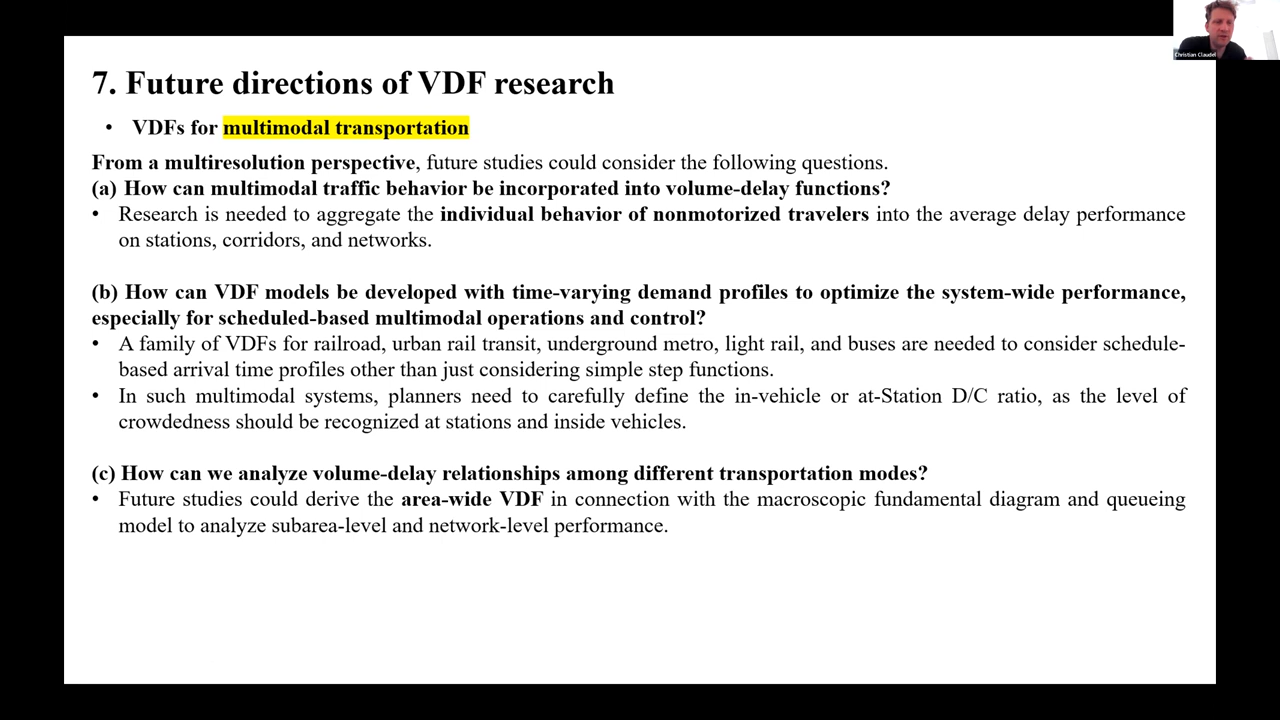 Christian Claudel
7. Future directions of VDF research
• VDFs for multimodal transportation
From a multiresolution perspective, future studies could consider the following questions.
(a) How can multimodal traffic behavior be incorporated into volume-delay functions?
• Research is needed to aggregate the individual behavior of nonmotorized travelers into the average delay performance
on stations, corridors, and networks.
(b) How can VDF models be developed with time-varying demand profiles to optimize the system-wide performance,
especially for scheduled-based multimodal operations and control?
• A family of VDFs for railroad, urban rail transit, underground metro, light rail, and buses are needed to consider schedule-
based arrival time profiles other than just considering simple step functions.
• In such multimodal systems, planners need to carefully define the in-vehicle or at-Station D/C ratio, as the level of
crowdedness should be recognized at stations and inside vehicles.
(c) How can we analyze volume-delay relationships among different transportation modes?
• Future studies could derive the area-wide VDF in connection with the macroscopic fundamental diagram and queueing
model to analyze subarea-level and network-level performance.